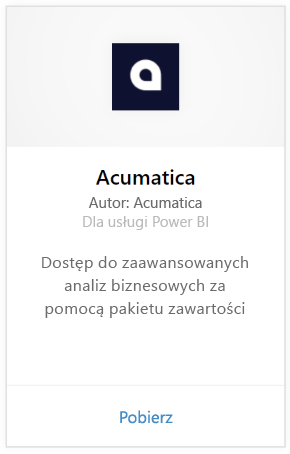 Acumatica
Autor: Acumatica
Dla usługi Power BI
Dostęp do zaawansowanych
analiz biznesowych za
pomocą pakietu zawartości
Pobierz